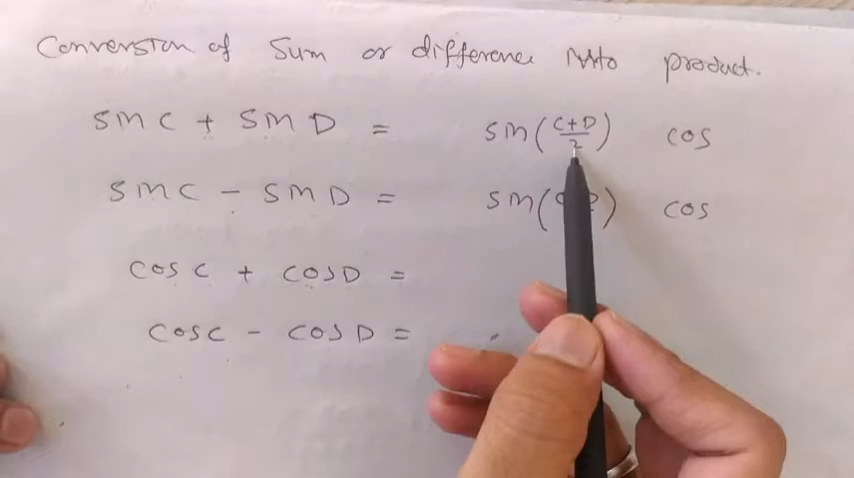 Conversion of sum or difference into product.
sin C + sin D = sin(C+D/2) cos
sin C - sin D = sin( ) cos
cos C + cos D =
cos C - cos D =